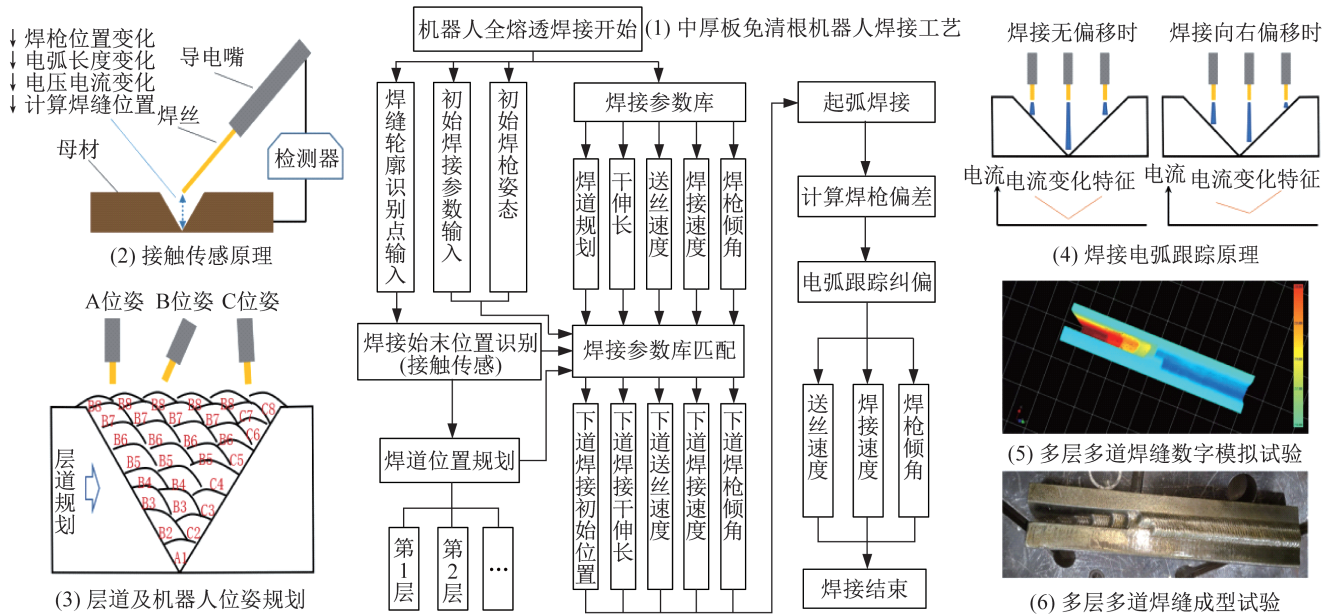 机器人全熔透焊接开始
(1) 中厚板免清根机器人焊接工艺
↓ 焊枪位置变化
↓ 电弧长度变化
↓ 电压电流变化
↓ 计算焊缝位置
导电嘴
焊丝
母材
检测器
(2) 接触传感原理
A位姿 B位姿 C位姿
B8 B8 B8 B8 B8 C8
B7 B7 B7 B7 C7
B6 B6 B6 B6 C6
B5 B5 B5 C5
B4 B4 C4
B3 B3 C3
B2 C2
A1
层道规划
(3) 层道及机器人位姿规划
焊缝轮廓识别点输入
初始焊接参数输入
初始焊枪姿态
焊接参数库
焊道规划
干伸长
送丝速度
焊接速度
焊枪倾角
焊接始末位置识别
(接触传感)
焊接参数库匹配
焊道位置规划
第1层
第2层
…
下道焊接初始位置
下道焊接干伸长
下道送丝速度
下道焊接速度
下道焊枪倾角
起弧焊接
计算焊枪偏差
电弧跟踪纠偏
送丝速度
焊接速度
焊枪倾角
焊接结束
焊接无偏移时
焊接向右偏移时
电流
电流变化特征
电流
电流变化特征
(4) 焊接电弧跟踪原理
(5) 多层多道焊缝数字模拟试验
(6) 多层多道焊缝成型试验